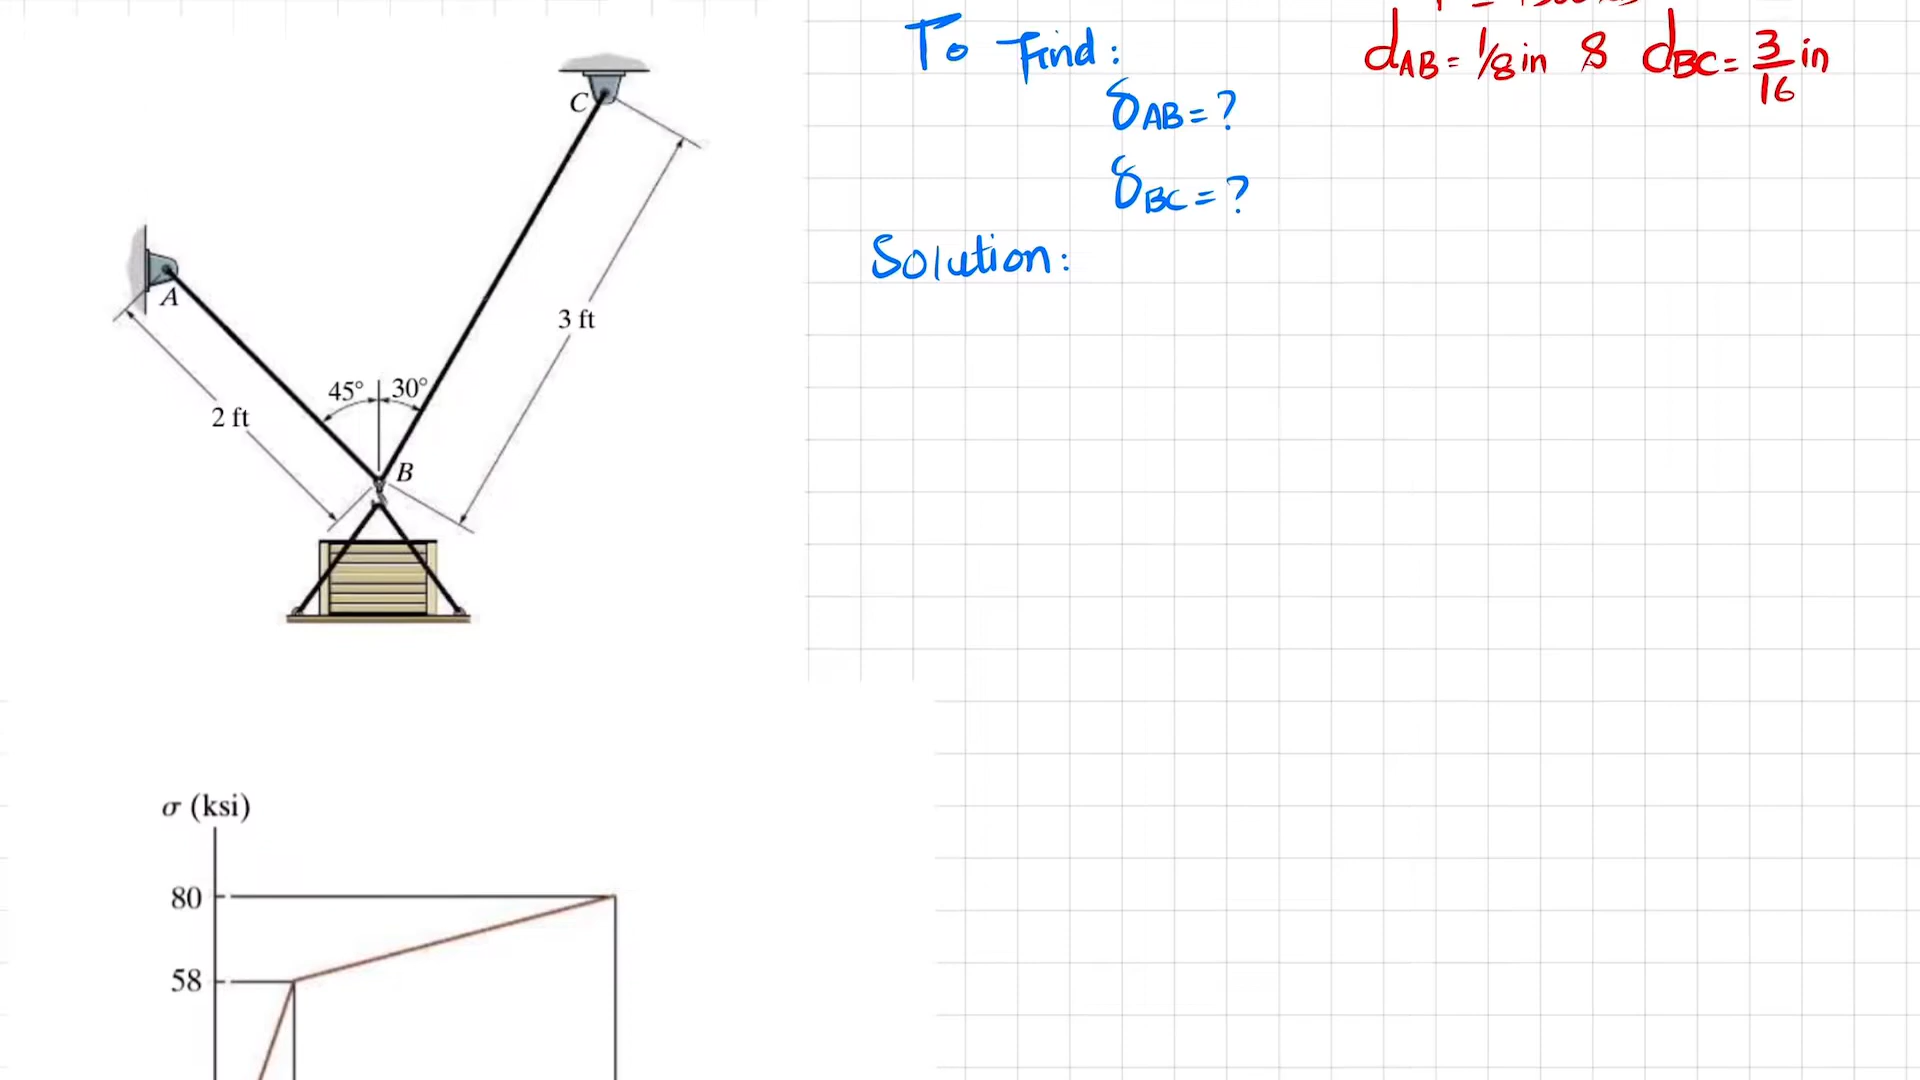 To Find:
δAB = ?
δBC = ?
Solution:
dAB = 1/8 in & dBC = 3/16 in
C
A
3 ft
45° 30°
2 ft
B
σ (ksi)
80
58